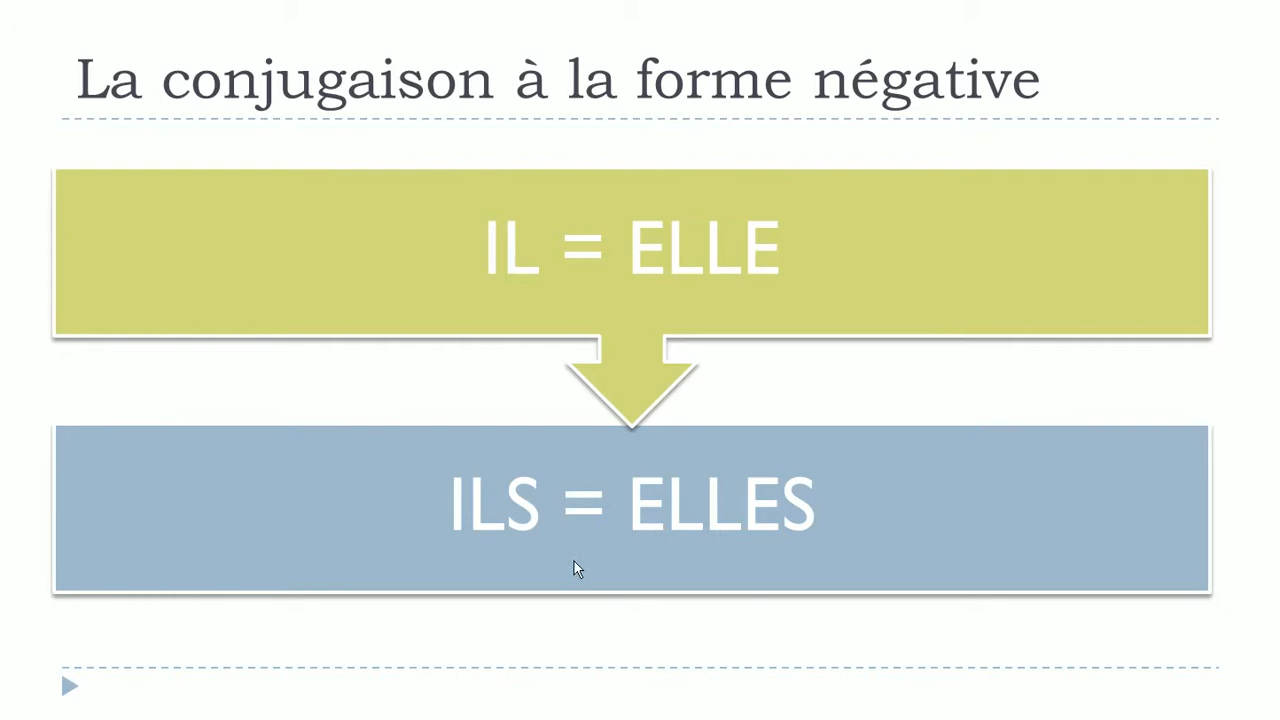 La conjugaison à la forme négative
IL = ELLE
ILS = ELLES